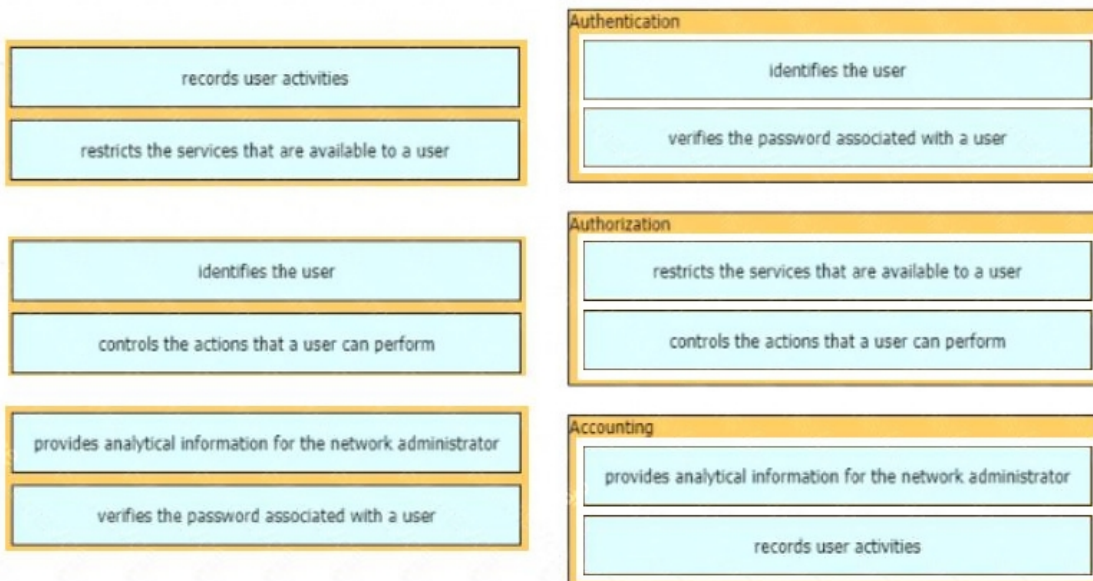 records user activities
restricts the services that are available to a user
identifies the user
controls the actions that a user can perform
provides analytical information for the network administrator
verifies the password associated with a user
Authentication
identifies the user
verifies the password associated with a user
Authorization
restricts the services that are available to a user
controls the actions that a user can perform
Accounting
provides analytical information for the network administrator
records user activities